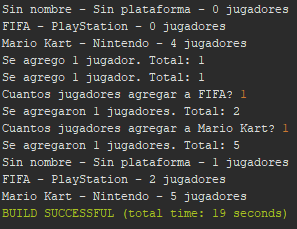 Sin nombre - Sin plataforma - 0 jugadores
FIFA - PlayStation - 0 jugadores
Mario Kart - Nintendo - 4 jugadores
Se agrego 1 jugador. Total: 1
Se agrego 1 jugador. Total: 1
Cuantos jugadores agregar a FIFA? 1
Se agregaron 1 jugadores. Total: 2
Cuantos jugadores agregar a Mario Kart? 1
Se agregaron 1 jugadores. Total: 5
Sin nombre - Sin plataforma - 1 jugadores
FIFA - PlayStation - 2 jugadores
Mario Kart - Nintendo - 5 jugadores
BUILD SUCCESSFUL (total time: 19 seconds)